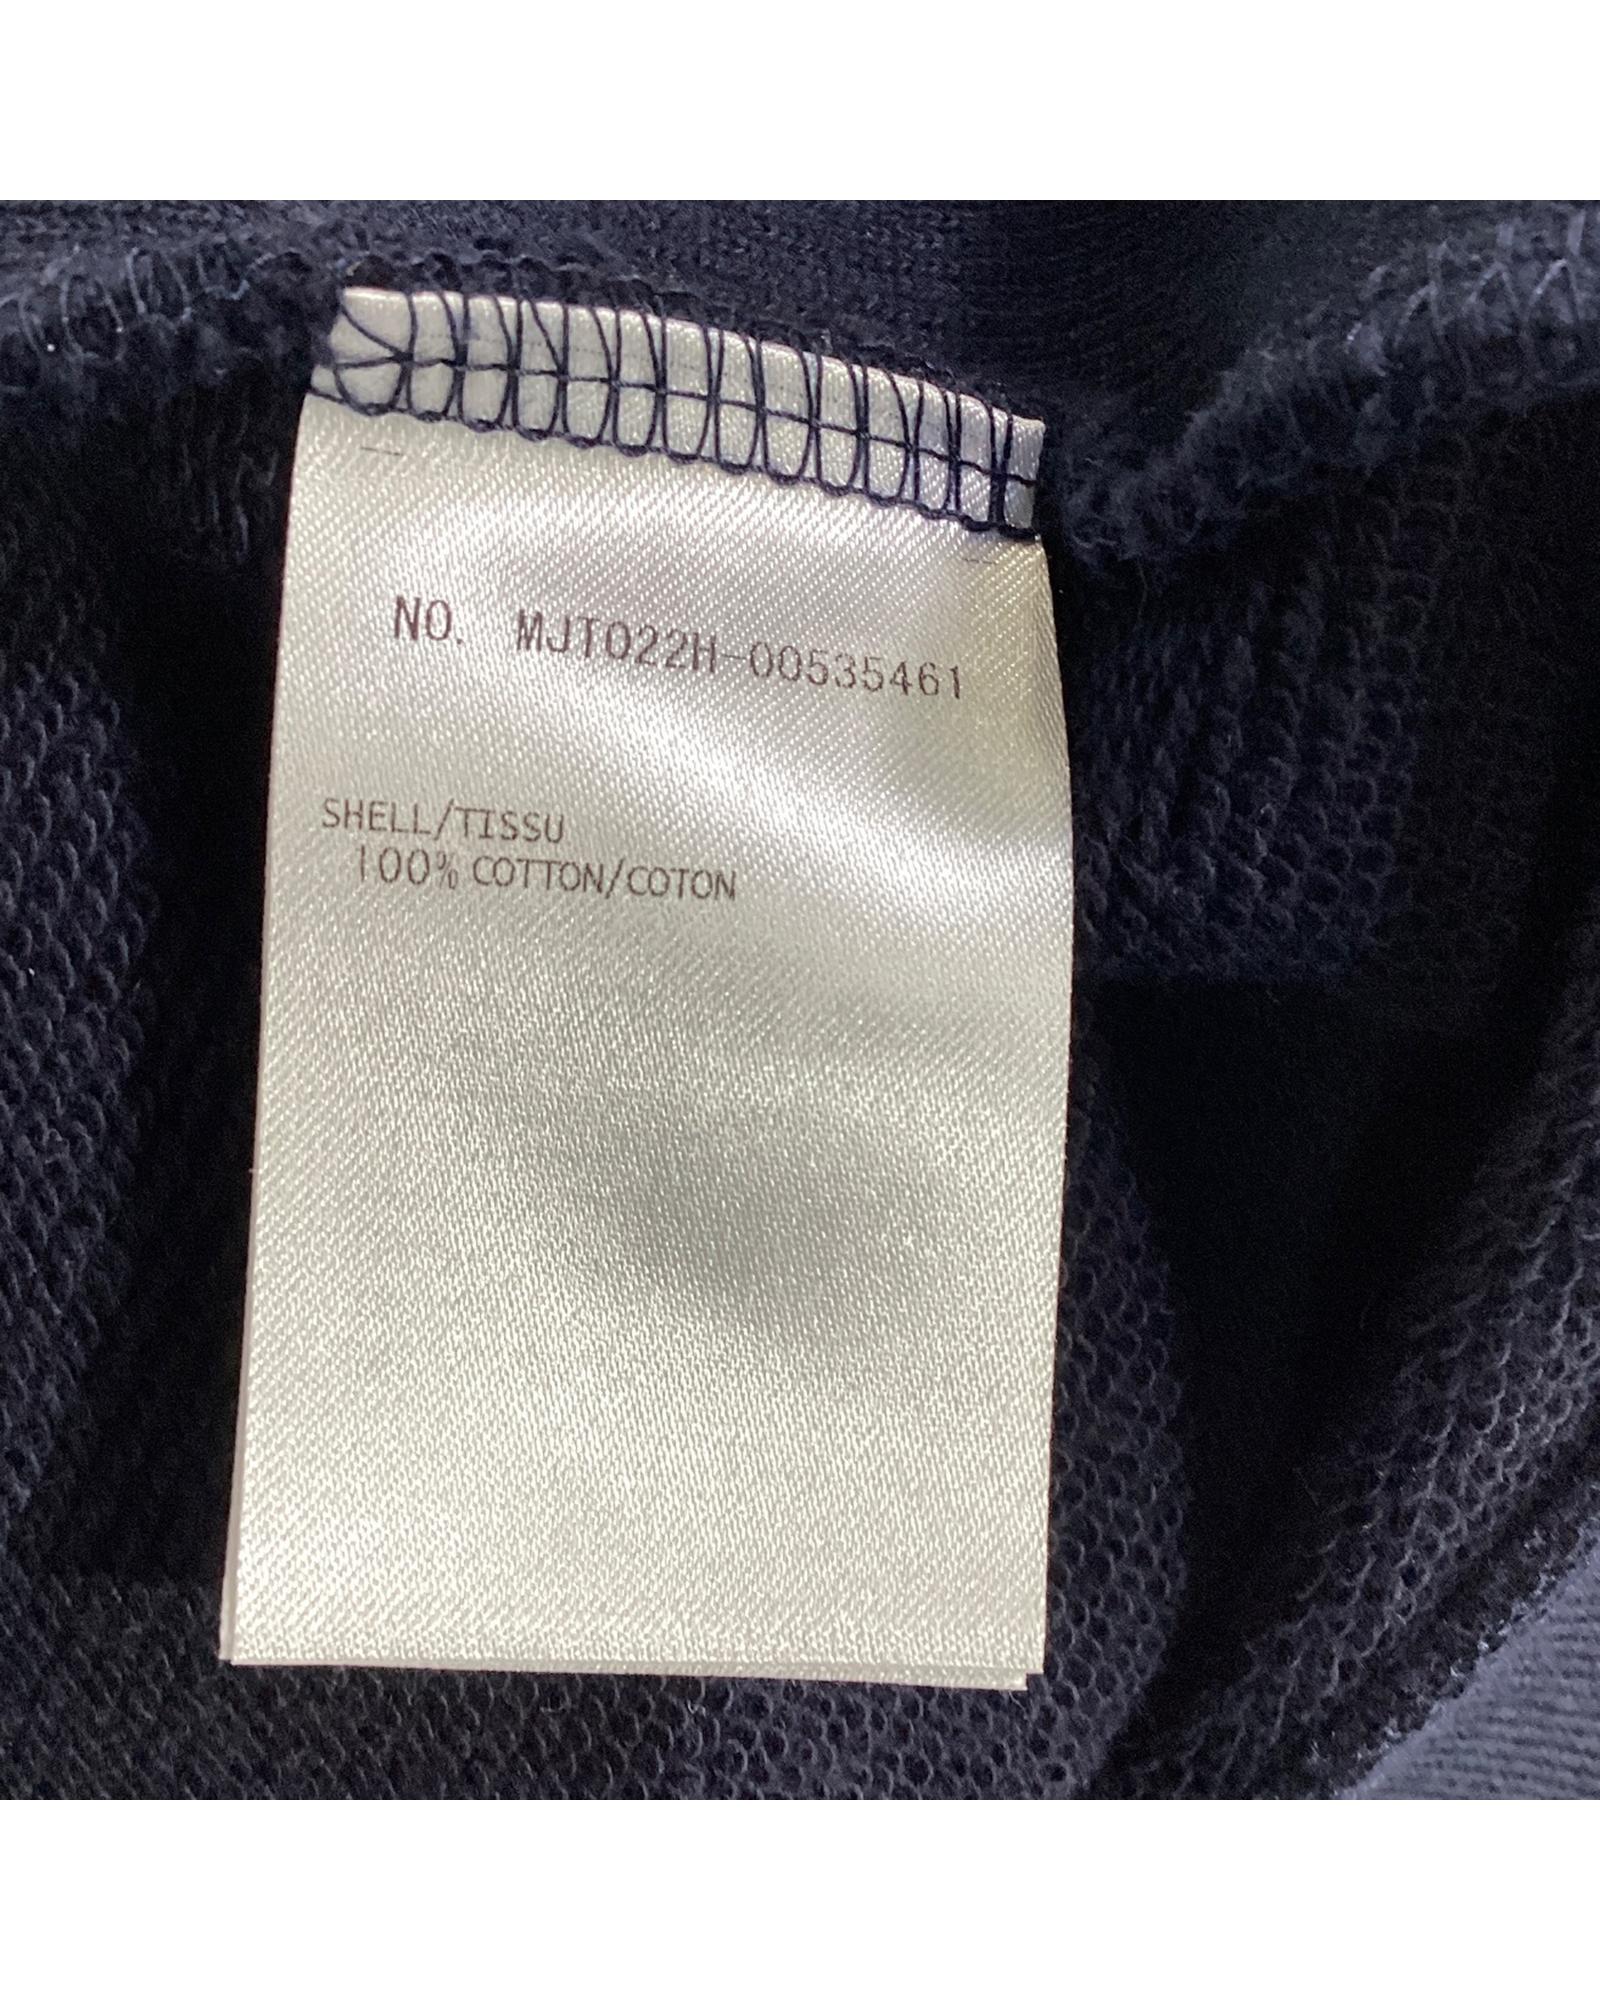 NO. MJT022H-00535461
SHELL/TISSU
100% COTTON/COTON